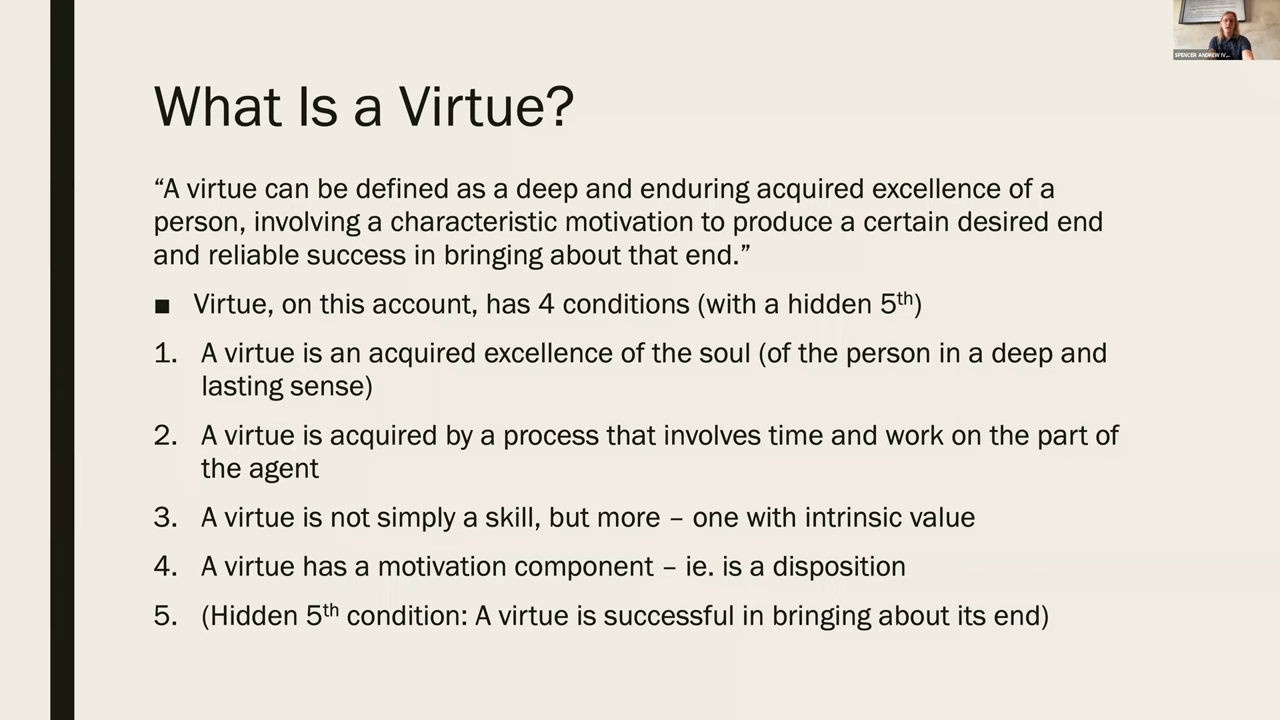 SPENCER ANDREW IV...
What Is a Virtue?
“A virtue can be defined as a deep and enduring acquired excellence of a
person, involving a characteristic motivation to produce a certain desired end
and reliable success in bringing about that end.”
■ Virtue, on this account, has 4 conditions (with a hidden 5th)
1. A virtue is an acquired excellence of the soul (of the person in a deep and
lasting sense)
2. A virtue is acquired by a process that involves time and work on the part of
the agent
3. A virtue is not simply a skill, but more – one with intrinsic value
4. A virtue has a motivation component – ie. is a disposition
5. (Hidden 5th condition: A virtue is successful in bringing about its end)